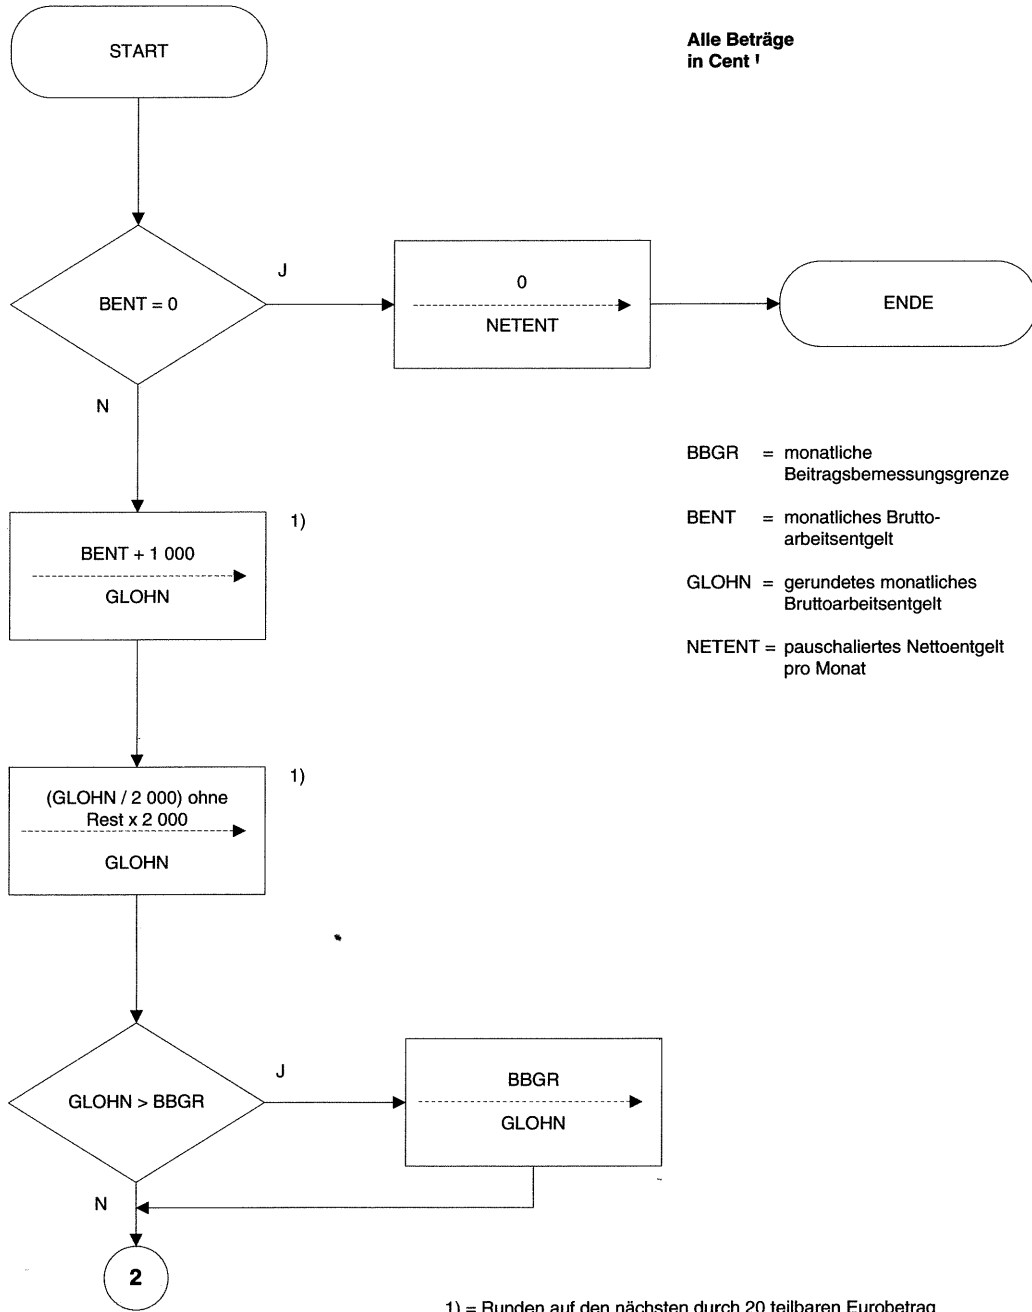 START
Alle Beträge
in Cent !
BENT = 0
J
0
NETENT
ENDE
N
BBGR = monatliche
Beitragsbemessungsgrenze
BENT = monatliches Brutto-
arbeitsentgelt
GLOHN = gerundetes monatliches
Bruttoarbeitsentgelt
NETENT = pauschaliertes Nettoentgelt
pro Monat
BENT + 1 000
GLOHN
1)
(GLOHN / 2 000) ohne
Rest x 2 000
GLOHN
1)
GLOHN > BBGR
J
BBGR
GLOHN
N
2
1) = Runden auf den nächsten durch 20 teilbaren Eurobetrag